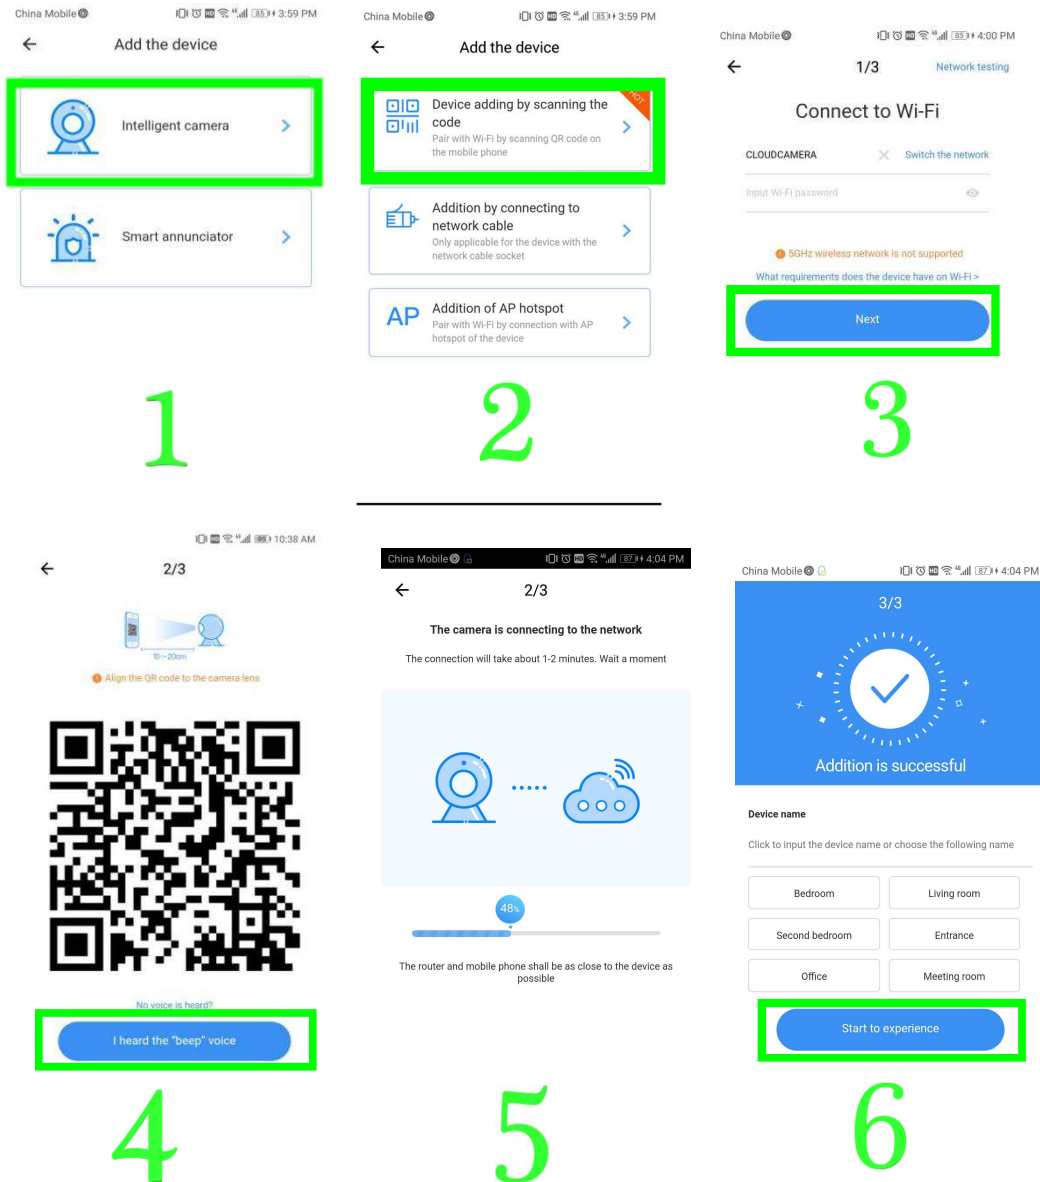 China Mobile 85 3:59 PM
Add the device
Intelligent camera
Smart annunciator
1
China Mobile 85 3:59 PM
Add the device
HOT
Device adding by scanning the
code
Pair with Wi-Fi by scanning QR code on
the mobile phone
Addition by connecting to
network cable
Only applicable for the device with the
network cable socket
AP
Addition of AP hotspot
Pair with Wi-Fi by connection with AP
hotspot of the device
2
China Mobile 85 4:00 PM
1/3 Network testing
Connect to Wi-Fi
CLOUDCAMERA Switch the network
Input Wi-Fi password
5GHz wireless network is not supported
What requirements does the device have on Wi-Fi >
Next
3
10:38 AM
2/3
10~20cm
Align the QR code to the camera lens
No voice is heard?
I heard the "beep" voice
4
China Mobile 87 4:04 PM
2/3
The camera is connecting to the network
The connection will take about 1-2 minutes. Wait a moment
48%
The router and mobile phone shall be as close to the device as
possible
5
China Mobile 87 4:04 PM
3/3
Addition is successful
Device name
Click to input the device name or choose the following name
Bedroom Living room
Second bedroom Entrance
Office Meeting room
Start to experience
6